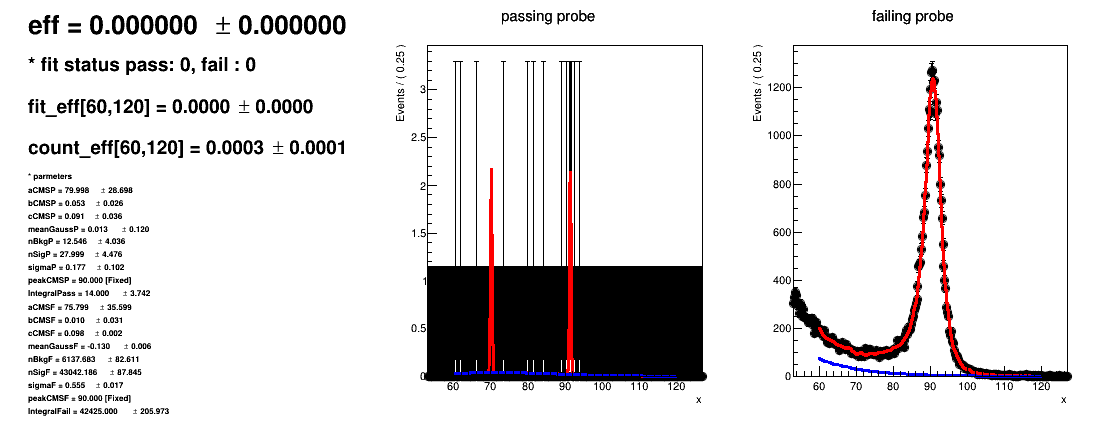 eff = 0.000000 ± 0.000000
* fit status pass: 0, fail : 0
fit_eff[60,120] = 0.0000 ± 0.0000
count_eff[60,120] = 0.0003 ± 0.0001
* parmeters
aCMSP = 79.998 ± 28.698
bCMSP = 0.053 ± 0.026
cCMSP = 0.091 ± 0.036
meanGaussP = 0.013 ± 0.120
nBkgP = 12.546 ± 4.036
nSigP = 27.999 ± 4.476
sigmaP = 0.177 ± 0.102
peakCMSP = 90.000 [Fixed]
IntegralPass = 14.000 ± 3.742
aCMSF = 75.799 ± 35.599
bCMSF = 0.010 ± 0.031
cCMSF = 0.098 ± 0.002
meanGaussF = -0.130 ± 0.006
nBkgF = 6137.683 ± 82.611
nSigF = 43042.186 ± 87.845
sigmaF = 0.555 ± 0.017
peakCMSF = 90.000 [Fixed]
IntegralFail = 42425.000 ± 205.973
passing probe
Events / ( 0.25 )
3
2.5
2
1.5
1
0.5
0
60 70 80 90 100 110 120
x
failing probe
Events / ( 0.25 )
1200
1000
800
600
400
200
0
60 70 80 90 100 110 120
x